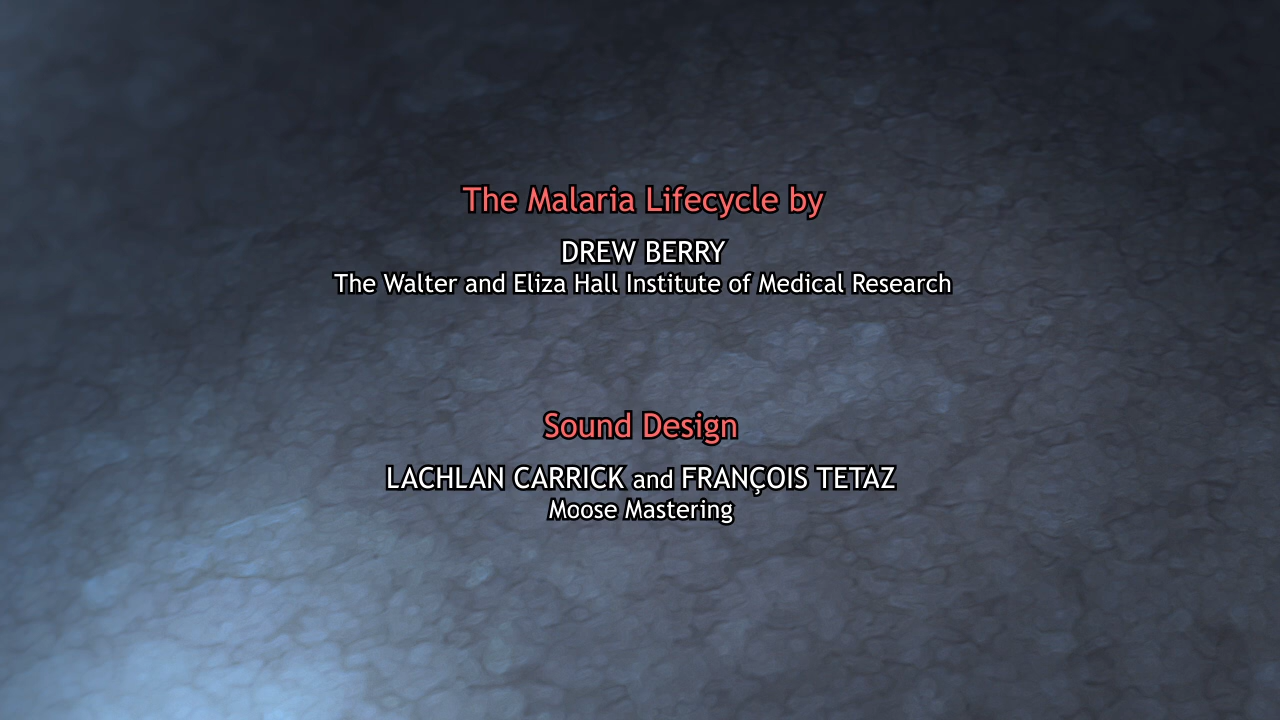 The Malaria Lifecycle by
DREW BERRY
The Walter and Eliza Hall Institute of Medical Research
Sound Design
LACHLAN CARRICK and FRANÇOIS TETAZ
Moose Mastering